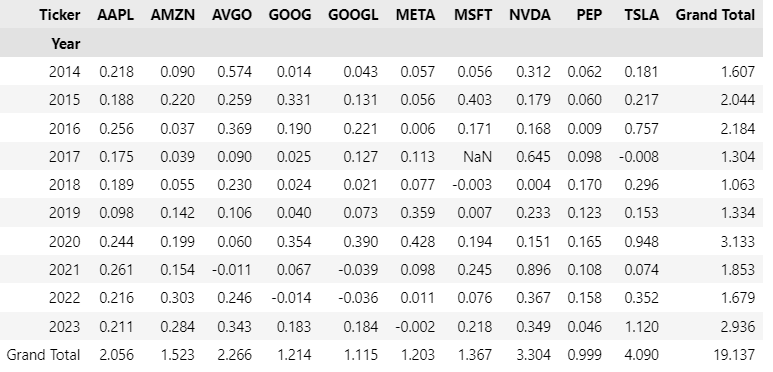 Ticker AAPL AMZN AVGO GOOG GOOGL META MSFT NVDA PEP TSLA Grand Total
Year
2014 0.218 0.090 0.574 0.014 0.043 0.057 0.056 0.312 0.062 0.181 1.607
2015 0.188 0.220 0.259 0.331 0.131 0.056 0.403 0.179 0.060 0.217 2.044
2016 0.256 0.037 0.369 0.190 0.221 0.006 0.171 0.168 0.009 0.757 2.184
2017 0.175 0.039 0.090 0.025 0.127 0.113 NaN 0.645 0.098 -0.008 1.304
2018 0.189 0.055 0.230 0.024 0.021 0.077 -0.003 0.004 0.170 0.296 1.063
2019 0.098 0.142 0.106 0.040 0.073 0.359 0.007 0.233 0.123 0.153 1.334
2020 0.244 0.199 0.060 0.354 0.390 0.428 0.194 0.151 0.165 0.948 3.133
2021 0.261 0.154 -0.011 0.067 -0.039 0.098 0.245 0.896 0.108 0.074 1.853
2022 0.216 0.303 0.246 -0.014 -0.036 0.011 0.076 0.367 0.158 0.352 1.679
2023 0.211 0.284 0.343 0.183 0.184 -0.002 0.218 0.349 0.046 1.120 2.936
Grand Total 2.056 1.523 2.266 1.214 1.115 1.203 1.367 3.304 0.999 4.090 19.137